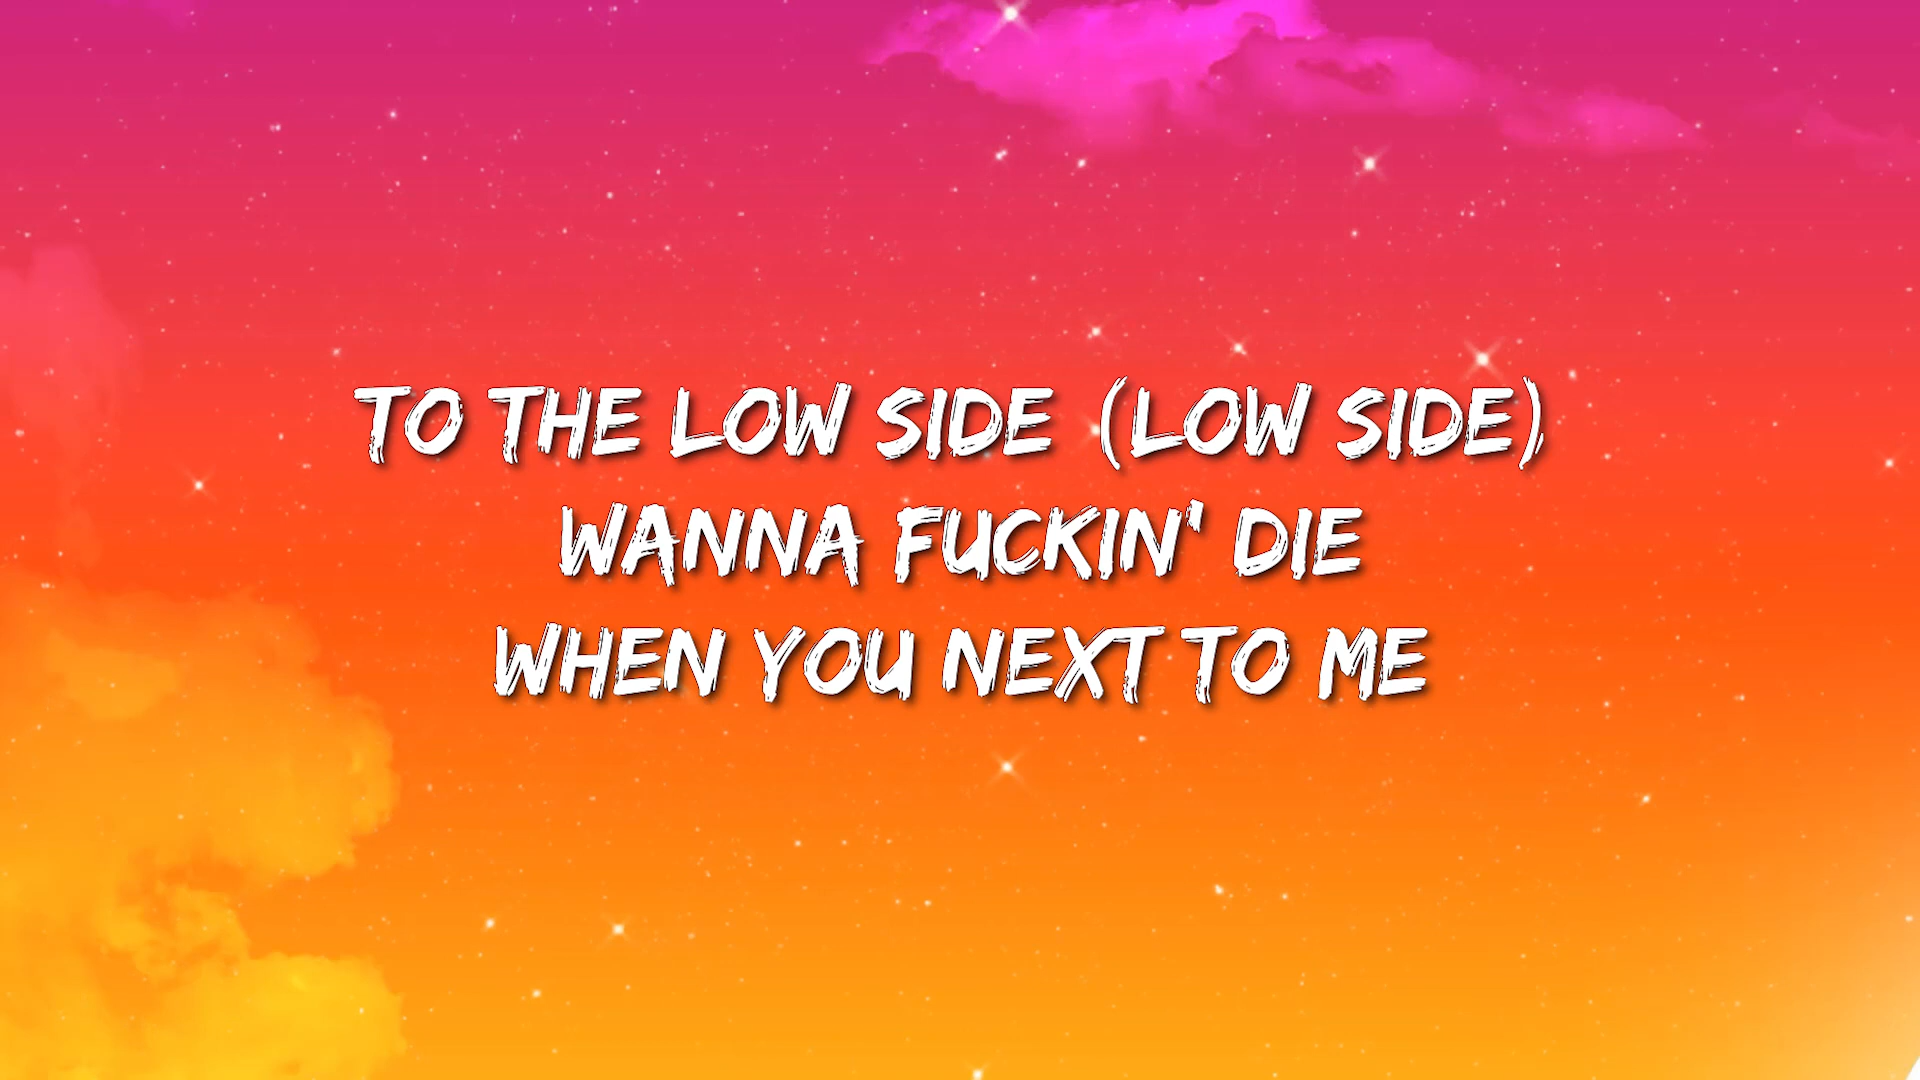 TO THE LOW SIDE (LOW SIDE)
WANNA FUCKIN' DIE
WHEN YOU NEXT TO ME